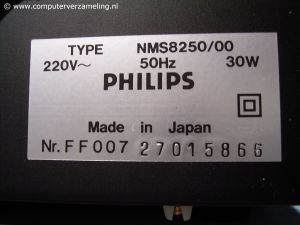 © www.computerverzameling.nl
TYPE NMS8250/00
220V~ 50Hz 30W
PHILIPS
Made in Japan
Nr. FF007 27015866